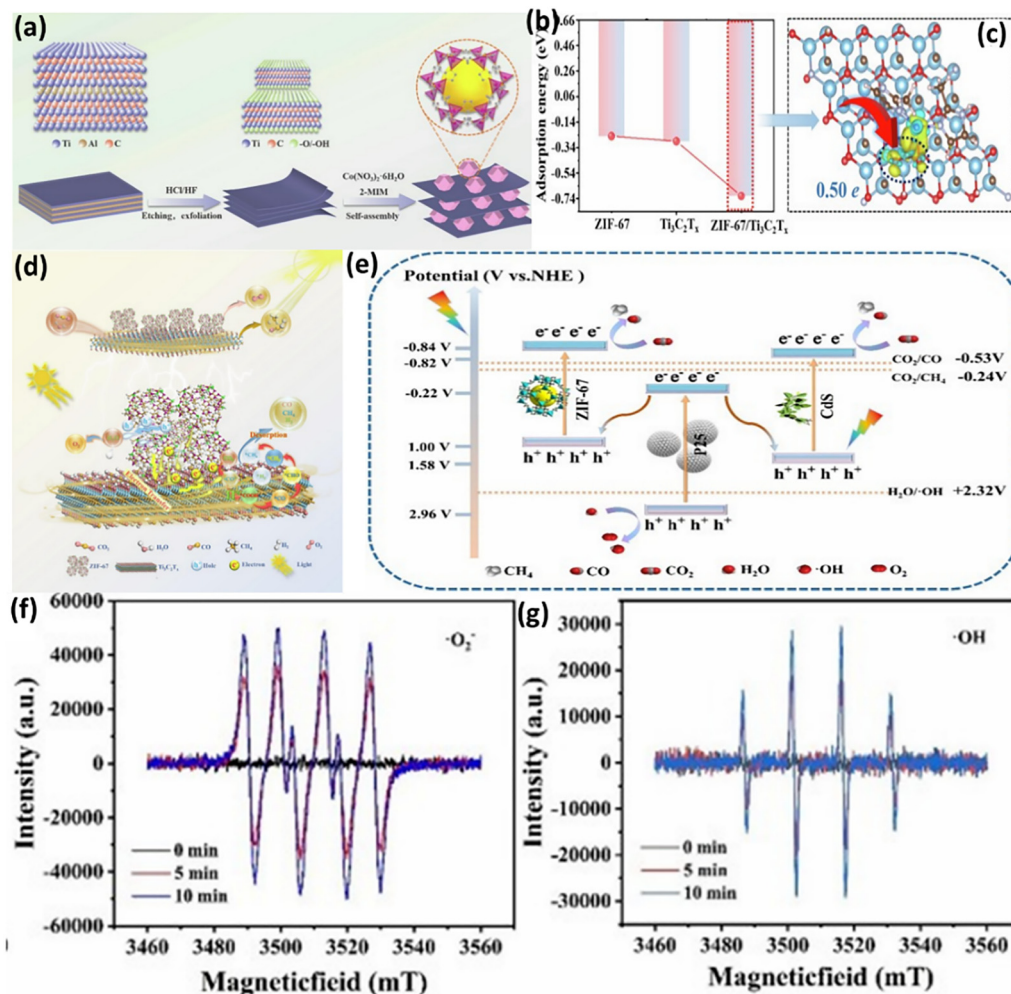 (a)
Ti Al C
Ti C -O/-OH
HCl/HF
Etching, exfoliation
Co(NO₃)₂·6H₂O
2-MIM
Self-assembly
(b)
Adsorption energy (eV)
0.66
0.46
0.26
0.06
-0.14
-0.34
-0.54
-0.74
ZIF-67
Ti₃C₂Tₓ
ZIF-67/Ti₃C₂Tₓ
(c)
0.50 e
(d)
Desorption
CO₂ H₂O CO CH₄ H₂ O₂
ZIF-67 Ti₃C₂Tₓ Hole Electron Light
(e)
Potential (V vs.NHE )
-0.84 V
-0.82 V
-0.22 V
1.00 V
1.58 V
2.96 V
e⁻ e⁻ e⁻ e⁻
ZIF-67
h⁺ h⁺ h⁺ h⁺
e⁻ e⁻ e⁻ e⁻
P25
h⁺ h⁺ h⁺ h⁺
e⁻ e⁻ e⁻ e⁻
CdS
h⁺ h⁺ h⁺ h⁺
CO₂/CO -0.53V
CO₂/CH₄ -0.24V
H₂O/·OH +2.32V
CH₄ CO CO₂ H₂O ·OH O₂
(f)
·O₂⁻
Intensity (a.u.)
60000
40000
20000
0
-20000
-40000
-60000
0 min
5 min
10 min
3460 3480 3500 3520 3540 3560
Magneticfieid (mT)
(g)
·OH
Intensity (a.u.)
30000
20000
10000
0
-10000
-20000
-30000
0 min
5 min
10 min
3460 3480 3500 3520 3540 3560
Magneticfieid (mT)